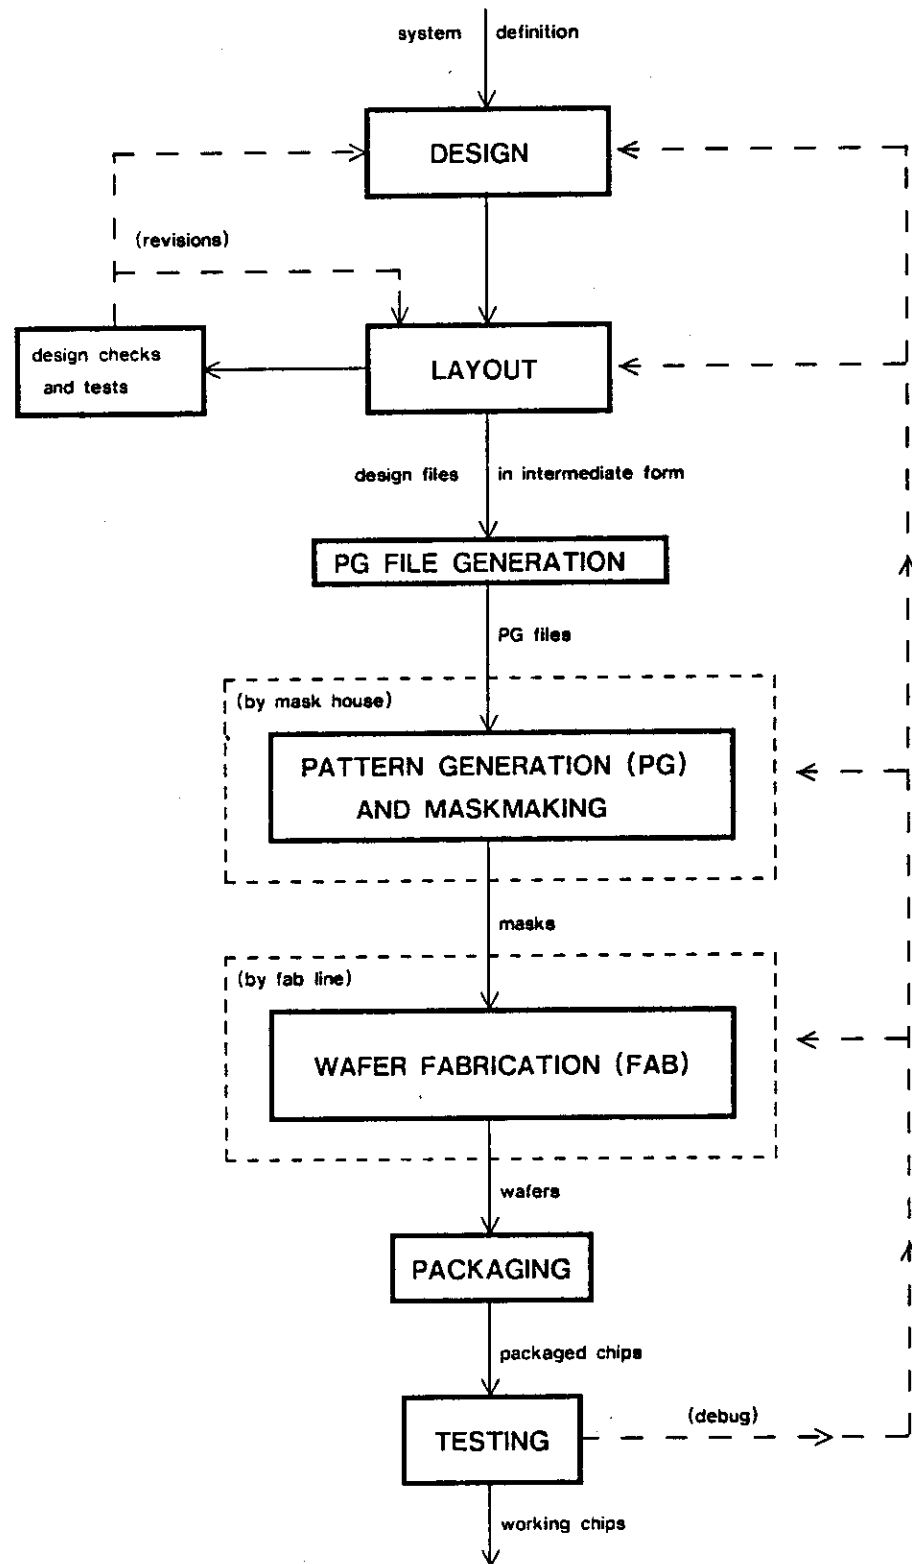 system definition
DESIGN
(revisions)
design checks
and tests
LAYOUT
design files in intermediate form
PG FILE GENERATION
PG files
(by mask house)
PATTERN GENERATION (PG)
AND MASKMAKING
masks
(by fab line)
WAFER FABRICATION (FAB)
wafers
PACKAGING
packaged chips
TESTING
(debug)
working chips